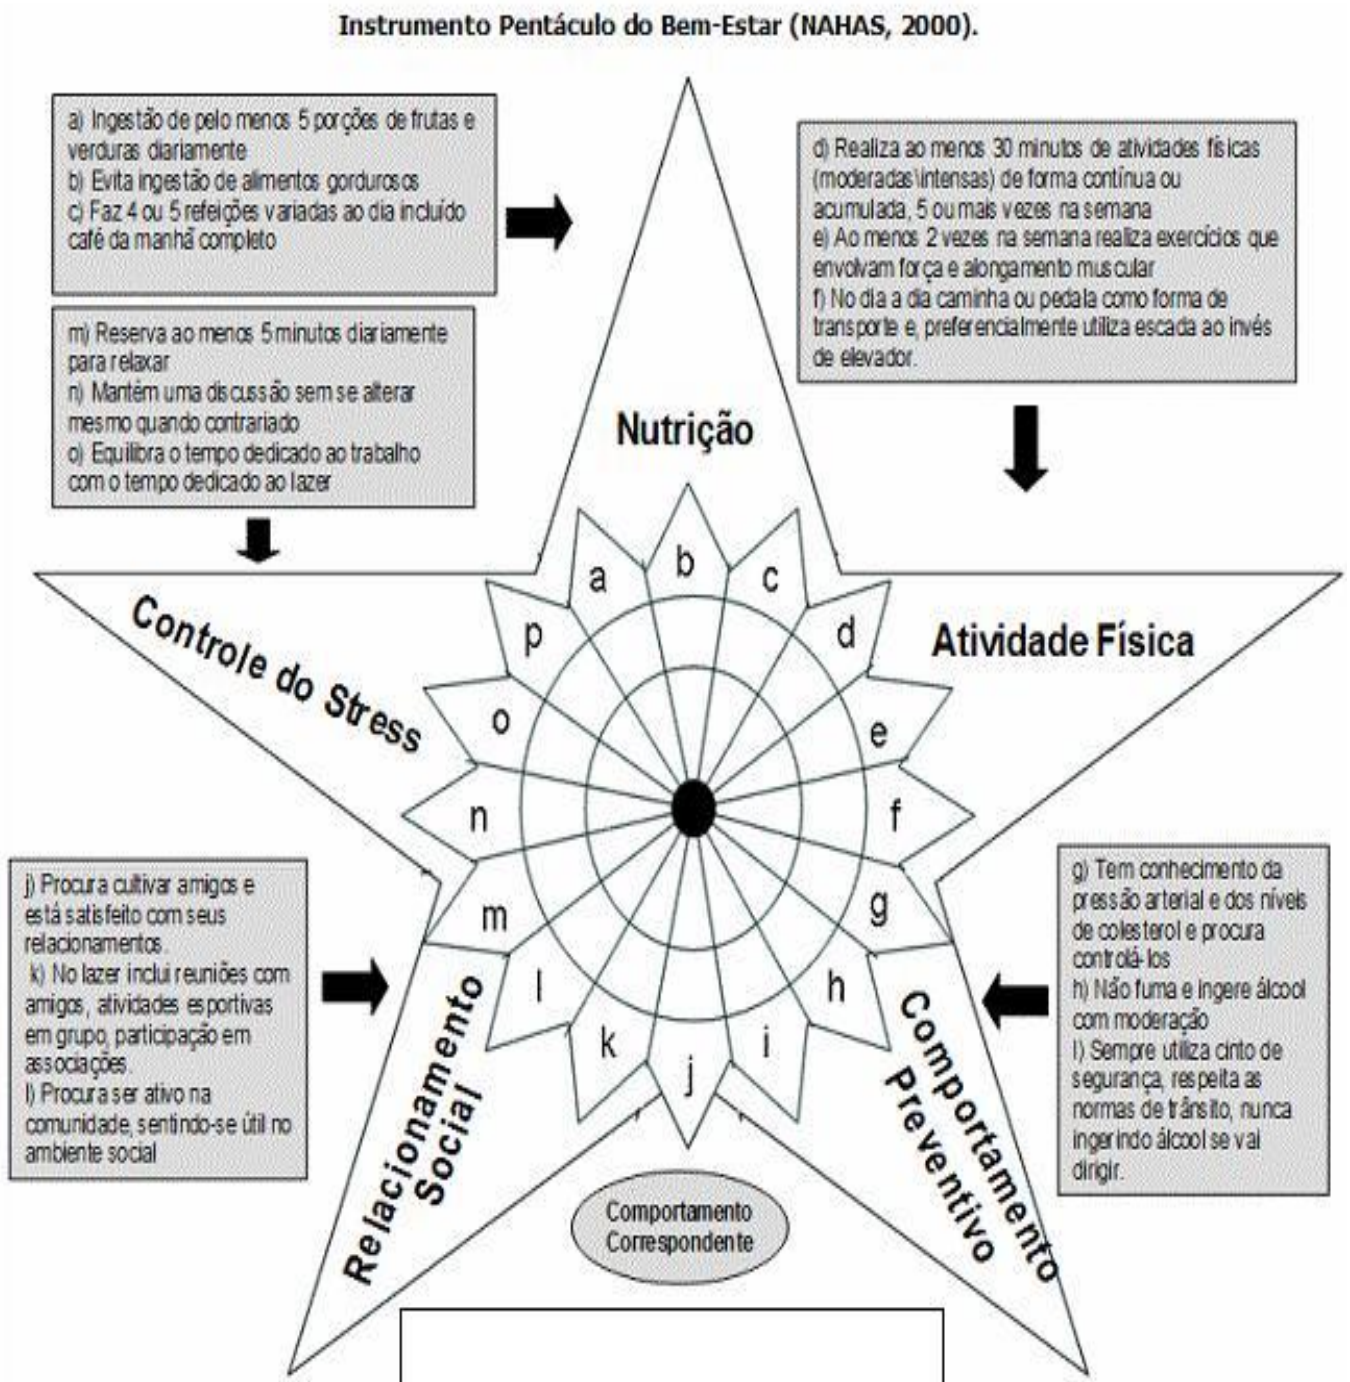 Instrumento Pentáculo do Bem-Estar (NAHAS, 2000).
a) Ingestão de pelo menos 5 porções de frutas e
verduras diariamente
b) Evita ingestão de alimentos gordurosos
c) Faz 4 ou 5 refeições variadas ao dia incluído
café da manhã completo
d) Realiza ao menos 30 minutos de atividades físicas
(moderadas\intensas) de forma contínua ou
acumulada, 5 ou mais vezes na semana
e) Ao menos 2 vezes na semana realiza exercícios que
envolvam força e alongamento muscular
f) No dia a dia caminha ou pedala como forma de
transporte e, preferencialmente utiliza escada ao invés
de elevador.
m) Reserva ao menos 5 minutos diariamente
para relaxar
n) Mantém uma discussão sem se alterar
mesmo quando contrariado
o) Equilibra o tempo dedicado ao trabalho
com o tempo dedicado ao lazer
Nutrição
Controle do Stress
Atividade Física
a
b
c
d
e
f
g
h
i
j
k
l
m
n
o
p
j) Procura cultivar amigos e
está satisfeito com seus
relacionamentos.
k) No lazer inclui reuniões com
amigos, atividades esportivas
em grupo, participação em
associações.
l) Procura ser ativo na
comunidade, sentindo-se útil no
ambiente social
g) Tem conhecimento da
pressão arterial e dos níveis
de colesterol e procura
controlá-los
h) Não fuma e ingere álcool
com moderação
I) Sempre utiliza cinto de
segurança, respeita as
normas de trânsito, nunca
ingerindo álcool se vai
dirigir.
Relacionamento
Social
Comportamento
Preventivo
Comportamento
Correspondente